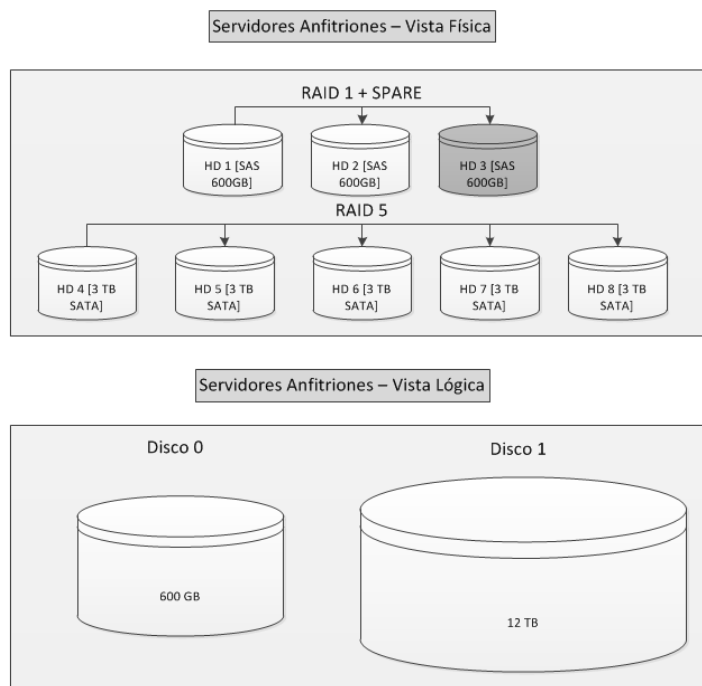 Servidores Anfitriones – Vista Física
RAID 1 + SPARE
HD 1 [SAS
600GB]
HD 2 [SAS
600GB]
HD 3 [SAS
600GB]
RAID 5
HD 4 [3 TB
SATA]
HD 5 [3 TB
SATA]
HD 6 [3 TB
SATA]
HD 7 [3 TB
SATA]
HD 8 [3 TB
SATA]
Servidores Anfitriones – Vista Lógica
Disco 0
Disco 1
600 GB
12 TB